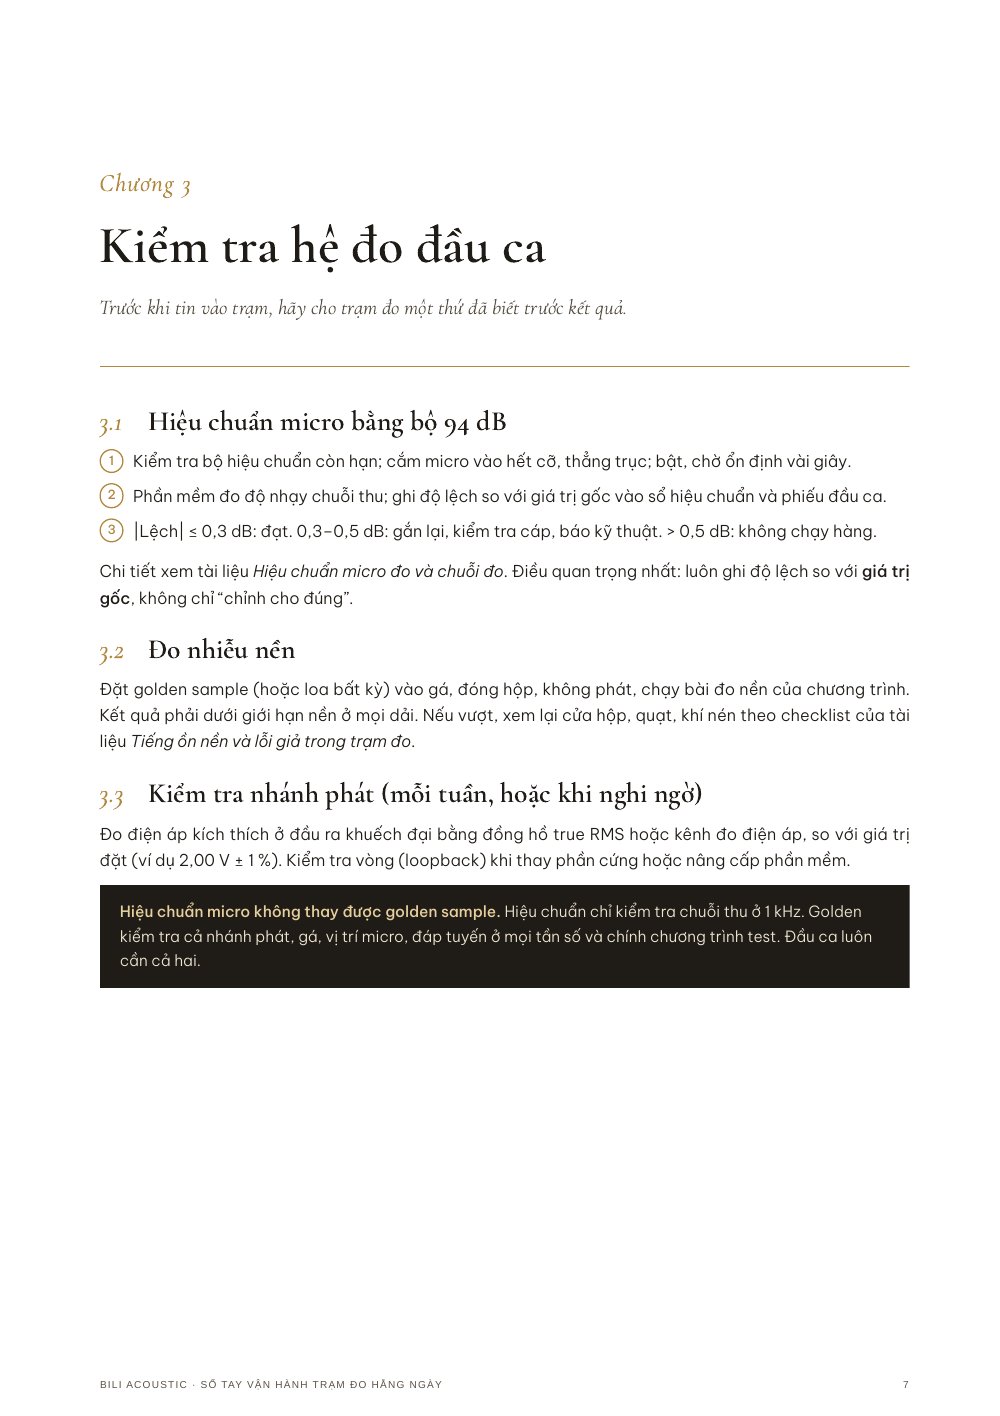 Chương 3
Kiểm tra hệ đo đầu ca
Trước khi tin vào trạm, hãy cho trạm đo một thứ đã biết trước kết quả.
3.1 Hiệu chuẩn micro bằng bộ 94 dB
1 Kiểm tra bộ hiệu chuẩn còn hạn; cắm micro vào hết cỡ, thẳng trục; bật, chờ ổn định vài giây.
2 Phần mềm đo độ nhạy chuỗi thu; ghi độ lệch so với giá trị gốc vào sổ hiệu chuẩn và phiếu đầu ca.
3 |Lệch| ≤ 0,3 dB: đạt. 0,3–0,5 dB: gắn lại, kiểm tra cáp, báo kỹ thuật. > 0,5 dB: không chạy hàng.
Chi tiết xem tài liệu Hiệu chuẩn micro đo và chuỗi đo. Điều quan trọng nhất: luôn ghi độ lệch so với giá trị
gốc, không chỉ “chỉnh cho đúng”.
3.2 Đo nhiễu nền
Đặt golden sample (hoặc loa bất kỳ) vào gá, đóng hộp, không phát, chạy bài đo nền của chương trình.
Kết quả phải dưới giới hạn nền ở mọi dải. Nếu vượt, xem lại cửa hộp, quạt, khí nén theo checklist của tài
liệu Tiếng ồn nền và lỗi giả trong trạm đo.
3.3 Kiểm tra nhánh phát (mỗi tuần, hoặc khi nghi ngờ)
Đo điện áp kích thích ở đầu ra khuếch đại bằng đồng hồ true RMS hoặc kênh đo điện áp, so với giá trị
đặt (ví dụ 2,00 V ± 1 %). Kiểm tra vòng (loopback) khi thay phần cứng hoặc nâng cấp phần mềm.
Hiệu chuẩn micro không thay được golden sample. Hiệu chuẩn chỉ kiểm tra chuỗi thu ở 1 kHz. Golden
kiểm tra cả nhánh phát, gá, vị trí micro, đáp tuyến ở mọi tần số và chính chương trình test. Đầu ca luôn
cần cả hai.
BILI ACOUSTIC · SỔ TAY VẬN HÀNH TRẠM ĐO HẰNG NGÀY 7